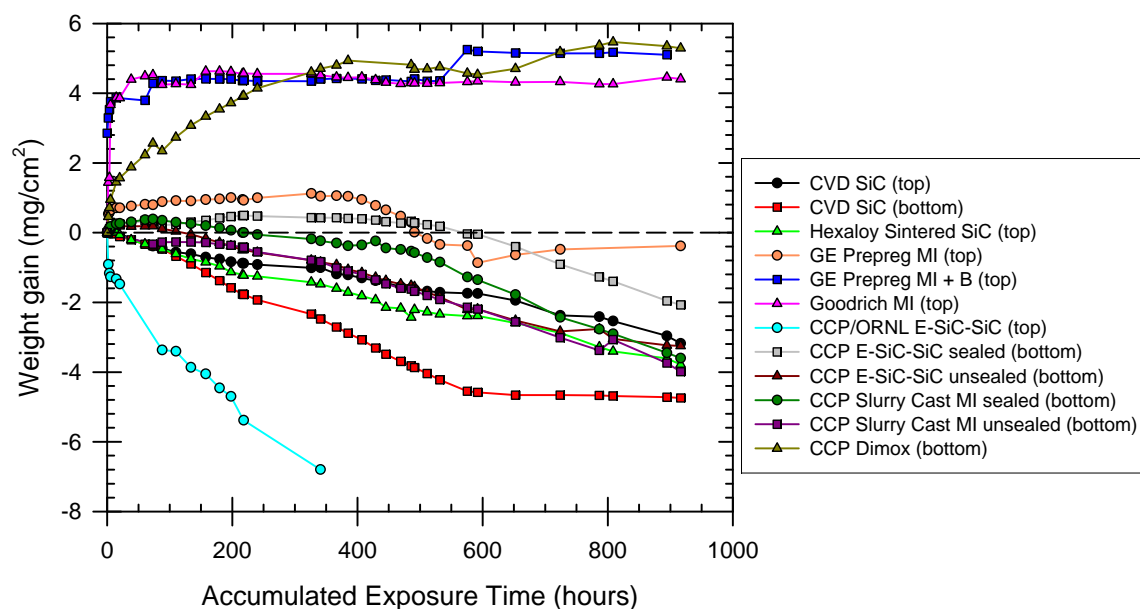 6
4
2
0
-2
-4
-6
-8
Weight gain (mg/cm²)
0
200
400
600
800
1000
Accumulated Exposure Time (hours)
CVD SiC (top)
CVD SiC (bottom)
Hexaloy Sintered SiC (top)
GE Prepreg MI (top)
GE Prepreg MI + B (top)
Goodrich MI (top)
CCP/ORNL E-SiC-SiC (top)
CCP E-SiC-SiC sealed (bottom)
CCP E-SiC-SiC unsealed (bottom)
CCP Slurry Cast MI sealed (bottom)
CCP Slurry Cast MI unsealed (bottom)
CCP Dimox (bottom)